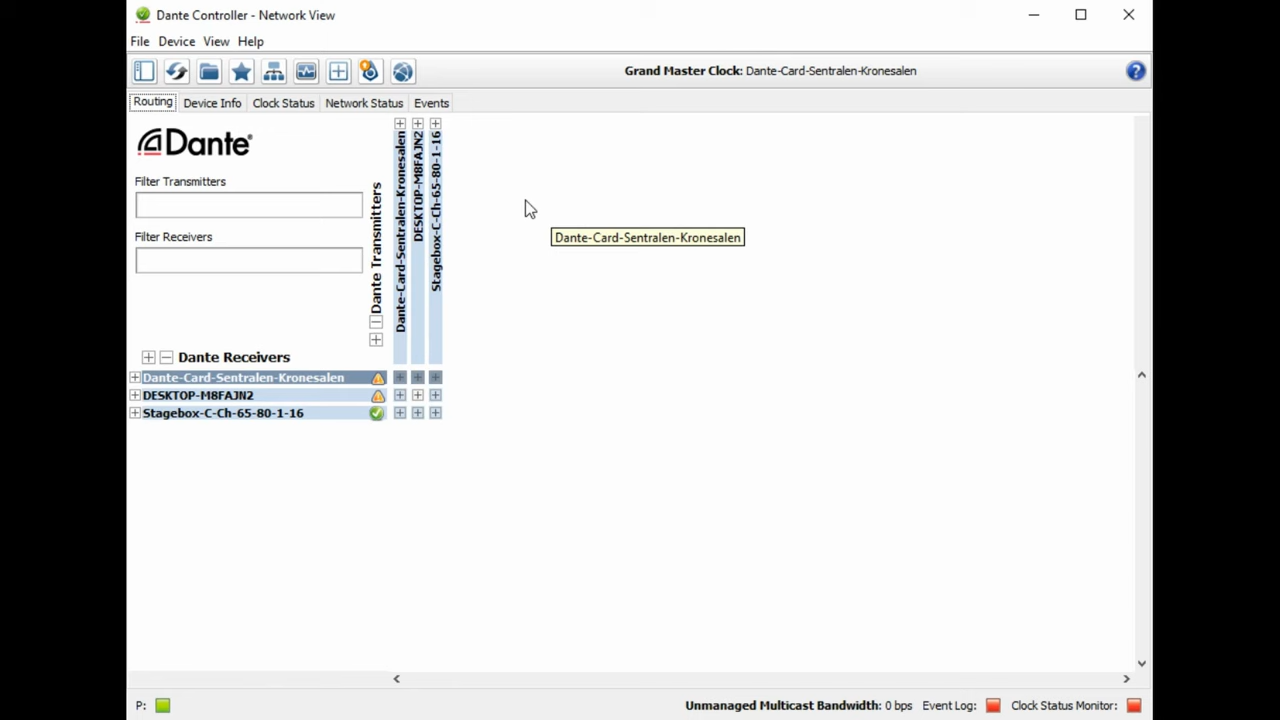 Dante Controller - Network View
File Device View Help
Grand Master Clock: Dante-Card-Sentralen-Kronesalen
Routing Device Info Clock Status Network Status Events
Dante
Filter Transmitters
Filter Receivers
Dante Transmitters
Dante-Card-Sentralen-Kronesalen
DESKTOP-M8FAJN2
Stagebox-C-Ch-65-80-1-16
Dante-Card-Sentralen-Kronesalen
Dante Receivers
Dante-Card-Sentralen-Kronesalen
DESKTOP-M8FAJN2
Stagebox-C-Ch-65-80-1-16
P: Unmanaged Multicast Bandwidth: 0 bps Event Log: Clock Status Monitor: